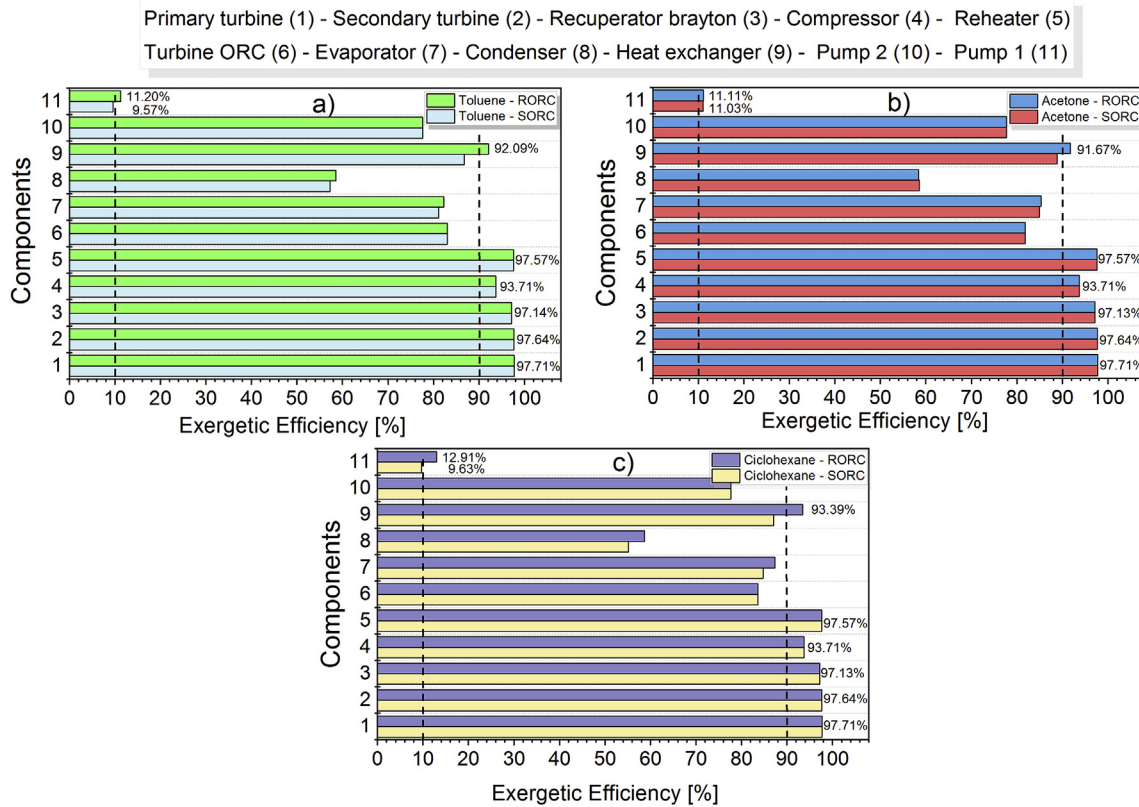 Primary turbine (1) - Secondary turbine (2) - Recuperator brayton (3) - Compressor (4) - Reheater (5)
Turbine ORC (6) - Evaporator (7) - Condenser (8) - Heat exchanger (9) - Pump 2 (10) - Pump 1 (11)
a)
Toluene - RORC
Toluene - SORC
Components
11
10
9
8
7
6
5
4
3
2
1
11.20%
9.57%
92.09%
97.57%
93.71%
97.14%
97.64%
97.71%
0 10 20 30 40 50 60 70 80 90 100
Exergetic Efficiency [%]
b)
Acetone - RORC
Acetone - SORC
Components
11
10
9
8
7
6
5
4
3
2
1
11.11%
11.03%
91.67%
97.57%
93.71%
97.13%
97.64%
97.71%
0 10 20 30 40 50 60 70 80 90 100
Exergetic Efficiency [%]
c)
Ciclohexane - RORC
Ciclohexane - SORC
Components
11
10
9
8
7
6
5
4
3
2
1
12.91%
9.63%
93.39%
97.57%
93.71%
97.13%
97.64%
97.71%
0 10 20 30 40 50 60 70 80 90 100
Exergetic Efficiency [%]